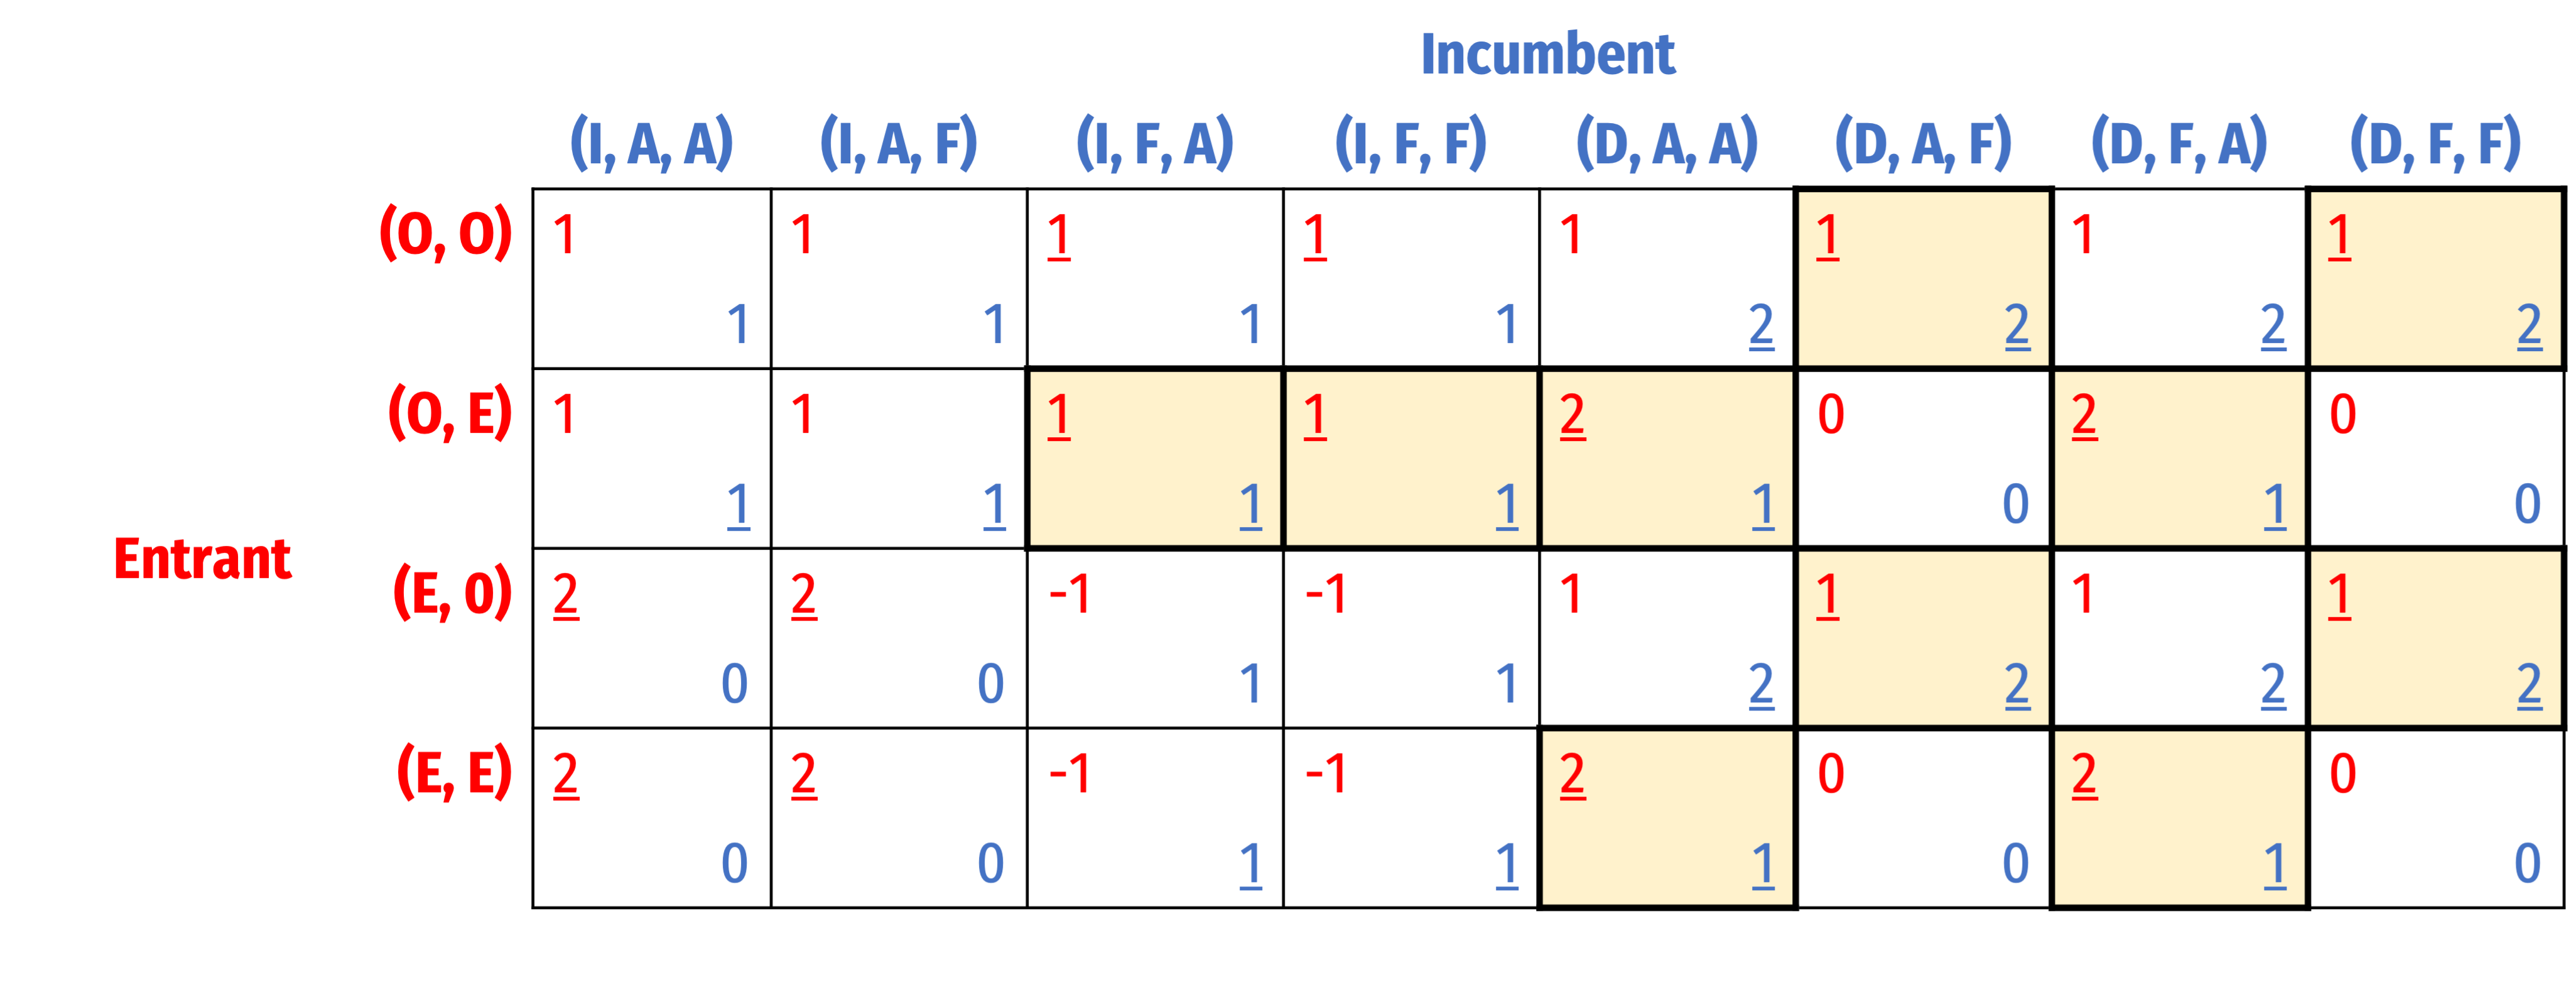 Incumbent
(I, A, A) (I, A, F) (I, F, A) (I, F, F) (D, A, A) (D, A, F) (D, F, A) (D, F, F)
(O, O) 1 1 1 1 1 1 1 1
1 1 1 1 2 2 2 2
(O, E) 1 1 1 1 2 0 2 0
1 1 1 1 1 0 1 0
Entrant
(E, 0) 2 2 -1 -1 1 1 1 1
0 0 1 1 2 2 2 2
(E, E) 2 2 -1 -1 2 0 2 0
0 0 1 1 1 0 1 0